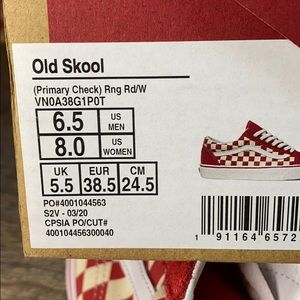 Old Skool
(Primary Check) Rng Rd/W
VN0A38G1P0T
6.5 US MEN
8.0 US WOMEN
UK EUR CM
5.5 38.5 24.5
PO#4001044563
S2V - 03/20
CPSIA PO/CUT#
400104456300040
1 91164 6572